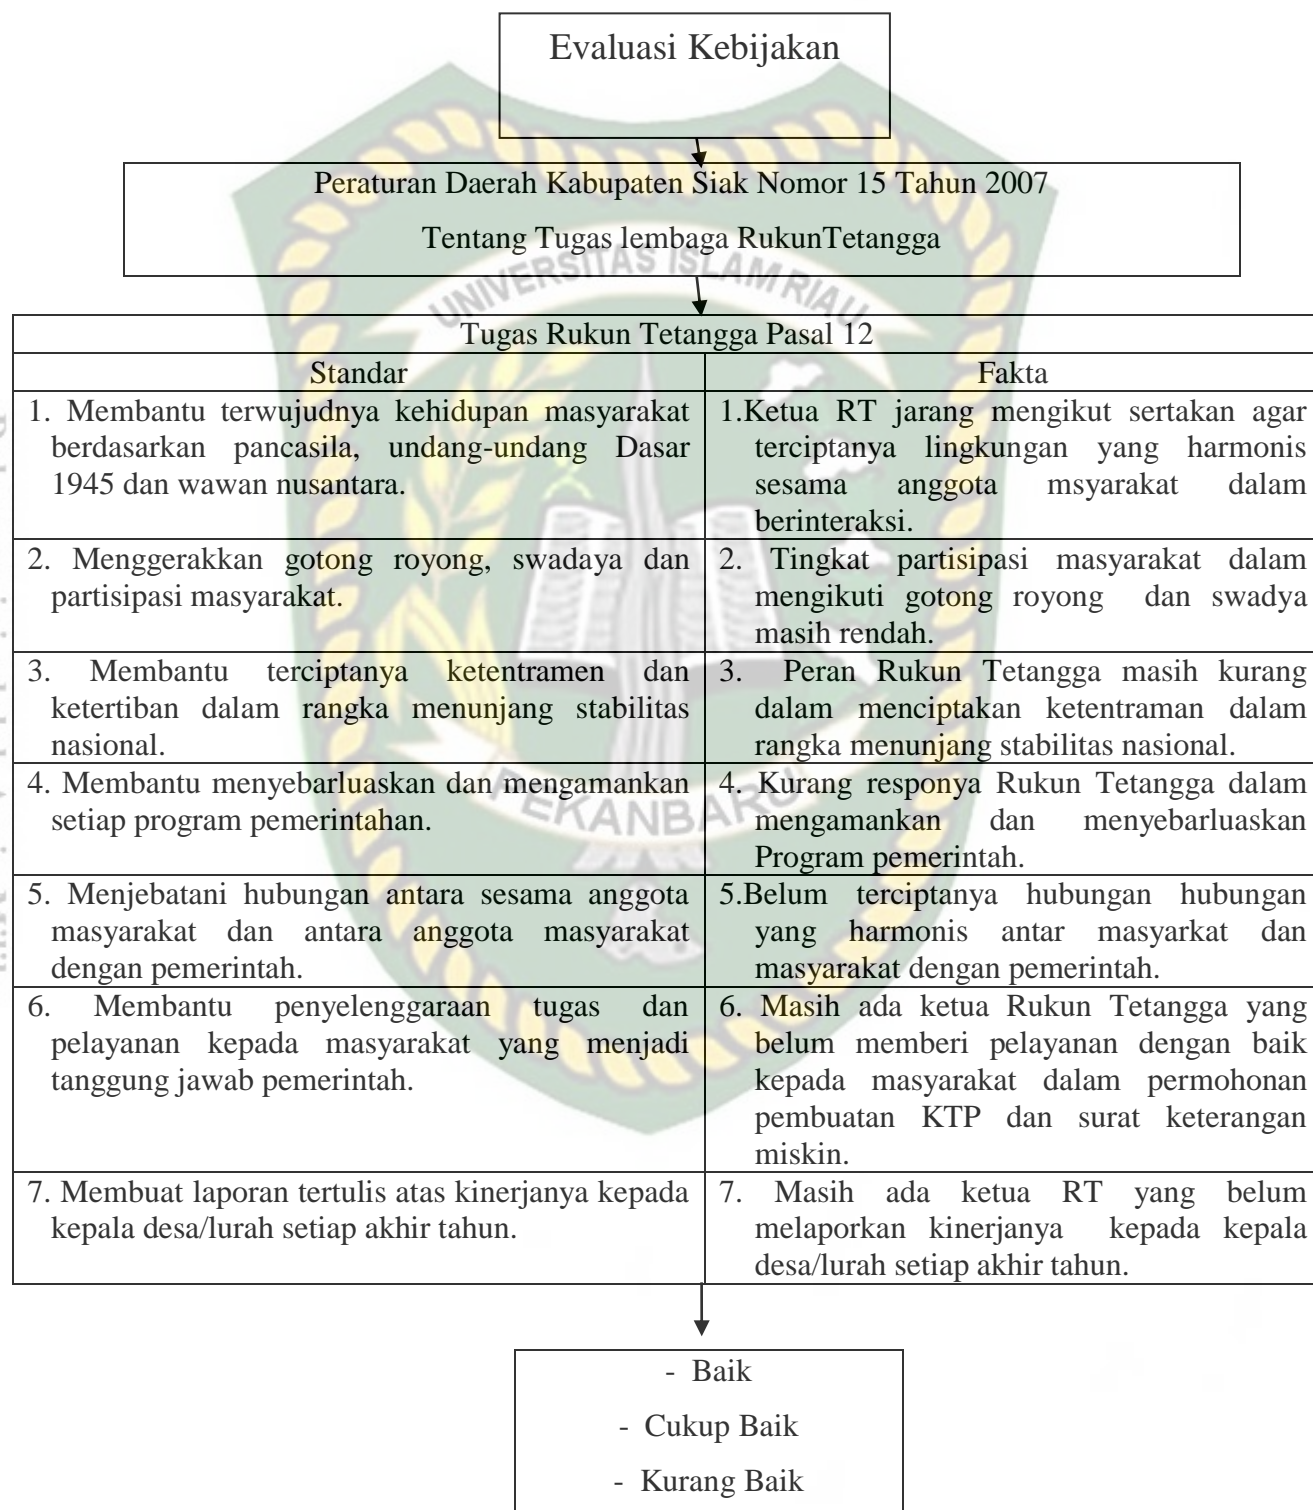 Evaluasi Kebijakan
Peraturan Daerah Kabupaten Siak Nomor 15 Tahun 2007
Tentang Tugas lembaga RukunTetangga
UNIVERSITAS ISLAM RIAU
Tugas Rukun Tetangga Pasal 12
Standar
Fakta
1. Membantu terwujudnya kehidupan masyarakat
berdasarkan pancasila, undang-undang Dasar
1945 dan wawan nusantara.
1.Ketua RT jarang mengikut sertakan agar
terciptanya lingkungan yang harmonis
sesama anggota msyarakat dalam
berinteraksi.
2. Menggerakkan gotong royong, swadaya dan
partisipasi masyarakat.
2. Tingkat partisipasi masyarakat dalam
mengikuti gotong royong dan swadya
masih rendah.
3. Membantu terciptanya ketentramen dan
ketertiban dalam rangka menunjang stabilitas
nasional.
3. Peran Rukun Tetangga masih kurang
dalam menciptakan ketentraman dalam
rangka menunjang stabilitas nasional.
4. Membantu menyebarluaskan dan mengamankan
setiap program pemerintahan.
4. Kurang responya Rukun Tetangga dalam
mengamankan dan menyebarluaskan
Program pemerintah.
PEKANBARU
5. Menjebatani hubungan antara sesama anggota
masyarakat dan antara anggota masyarakat
dengan pemerintah.
5.Belum terciptanya hubungan hubungan
yang harmonis antar masyarkat dan
masyarakat dengan pemerintah.
6. Membantu penyelenggaraan tugas dan
pelayanan kepada masyarakat yang menjadi
tanggung jawab pemerintah.
6. Masih ada ketua Rukun Tetangga yang
belum memberi pelayanan dengan baik
kepada masyarakat dalam permohonan
pembuatan KTP dan surat keterangan
miskin.
7. Membuat laporan tertulis atas kinerjanya kepada
kepala desa/lurah setiap akhir tahun.
7. Masih ada ketua RT yang belum
melaporkan kinerjanya kepada kepala
desa/lurah setiap akhir tahun.
- Baik
- Cukup Baik
- Kurang Baik